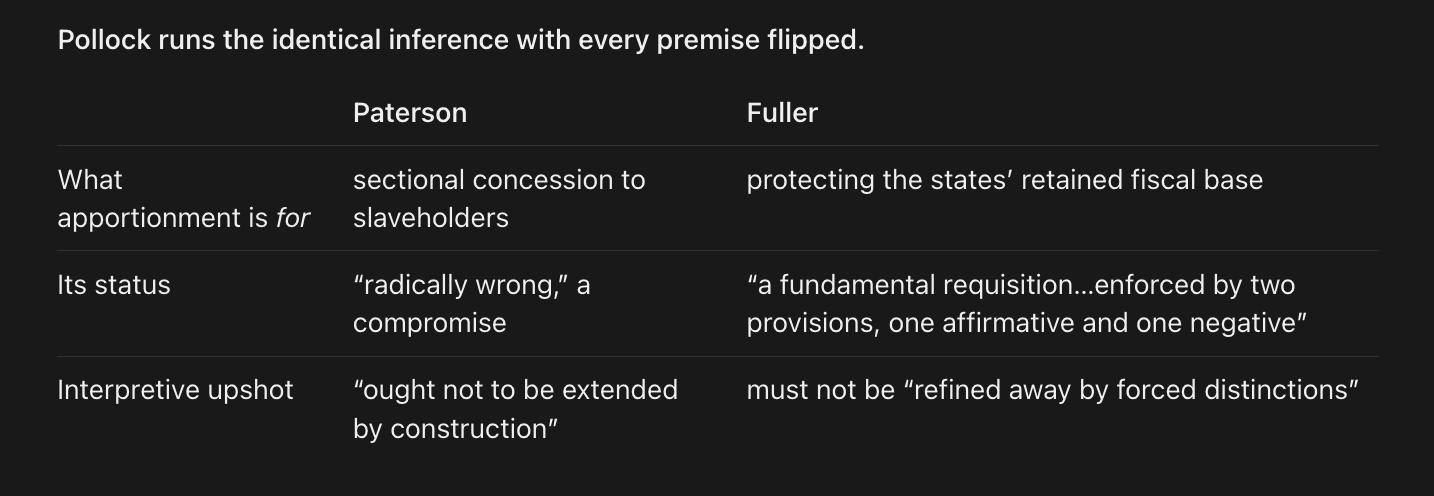 Pollock runs the identical inference with every premise flipped.
Paterson Fuller
What sectional concession to protecting the states’ retained fiscal base
apportionment is for slaveholders
Its status “radically wrong,” a “a fundamental requisition…enforced by two
compromise provisions, one affirmative and one negative”
Interpretive upshot “ought not to be extended must not be “refined away by forced distinctions”
by construction”